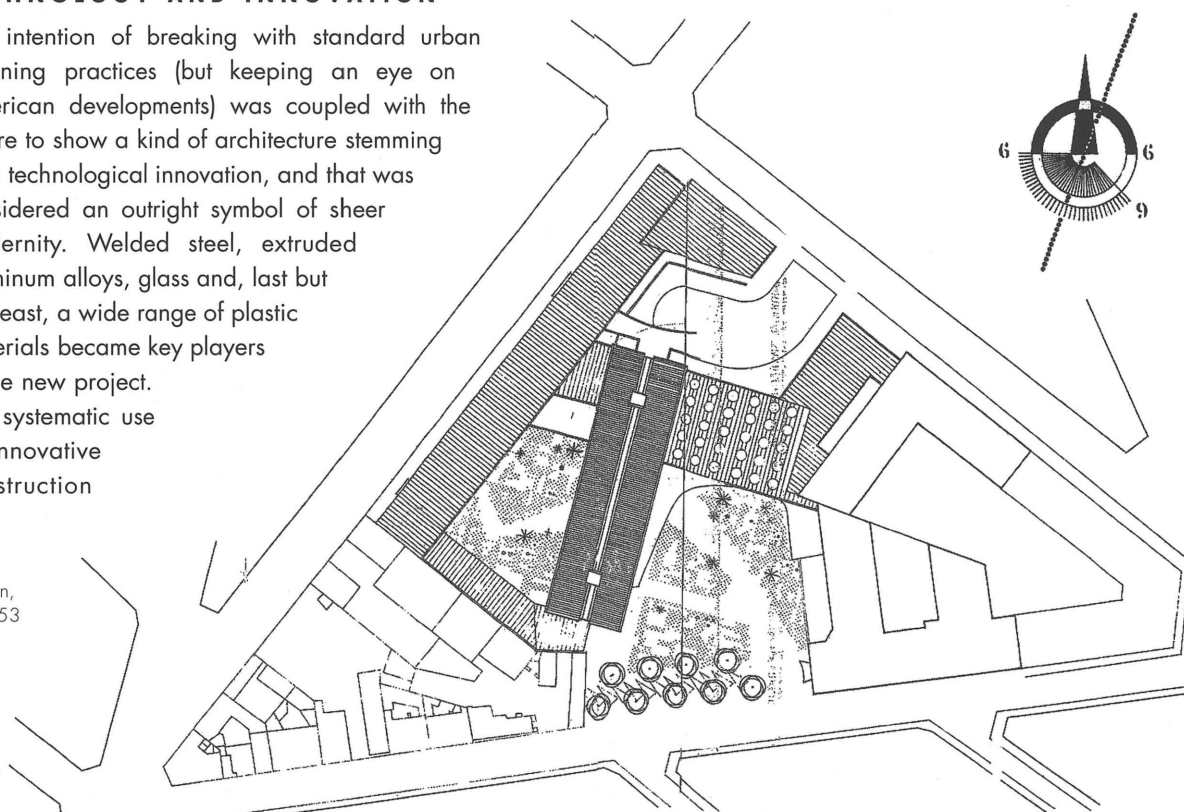 HNOLOGY AND INNOVATION
intention of breaking with standard urban
ning practices (but keeping an eye on
erican developments) was coupled with the
re to show a kind of architecture stemming
technological innovation, and that was
sidered an outright symbol of sheer
ernity. Welded steel, extruded
minum alloys, glass and, last but
east, a wide range of plastic
erials became key players
e new project.
systematic use
nnovative
struction
n,
53
6 6
9